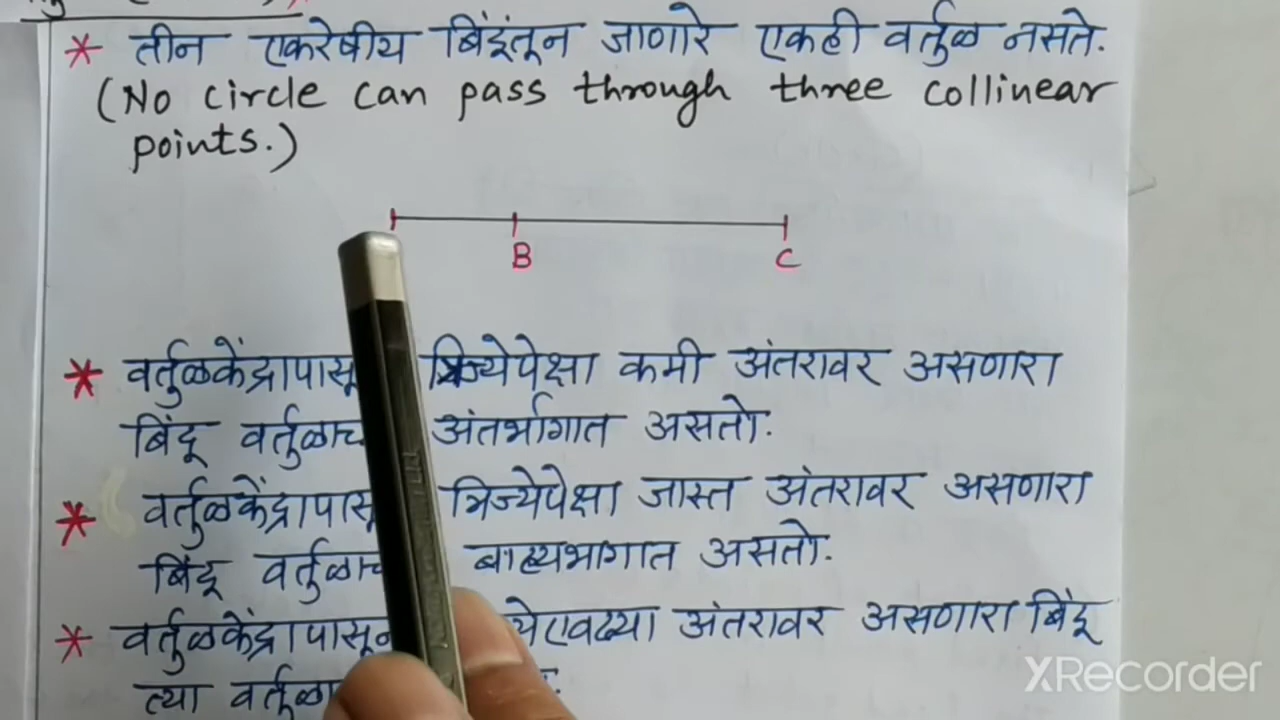 * तीन एकरेषीय बिंदूंतून जाणारे एकही वर्तुळ नसते.
(No circle can pass through three collinear
points.)
B C
* वर्तुळकेंद्रापासू त्रिज्येपेक्षा कमी अंतरावर असणारा
बिंदू वर्तुळाच अंतर्भागात असतो.
* वर्तुळकेंद्रापासू त्रिज्येपेक्षा जास्त अंतरावर असणारा
बिंदू वर्तुळाच बाह्यभागात असतो.
* वर्तुळकेंद्रापासून येएवढ्या अंतरावर असणारा बिंदू
त्या वर्तुळा
XRecorder